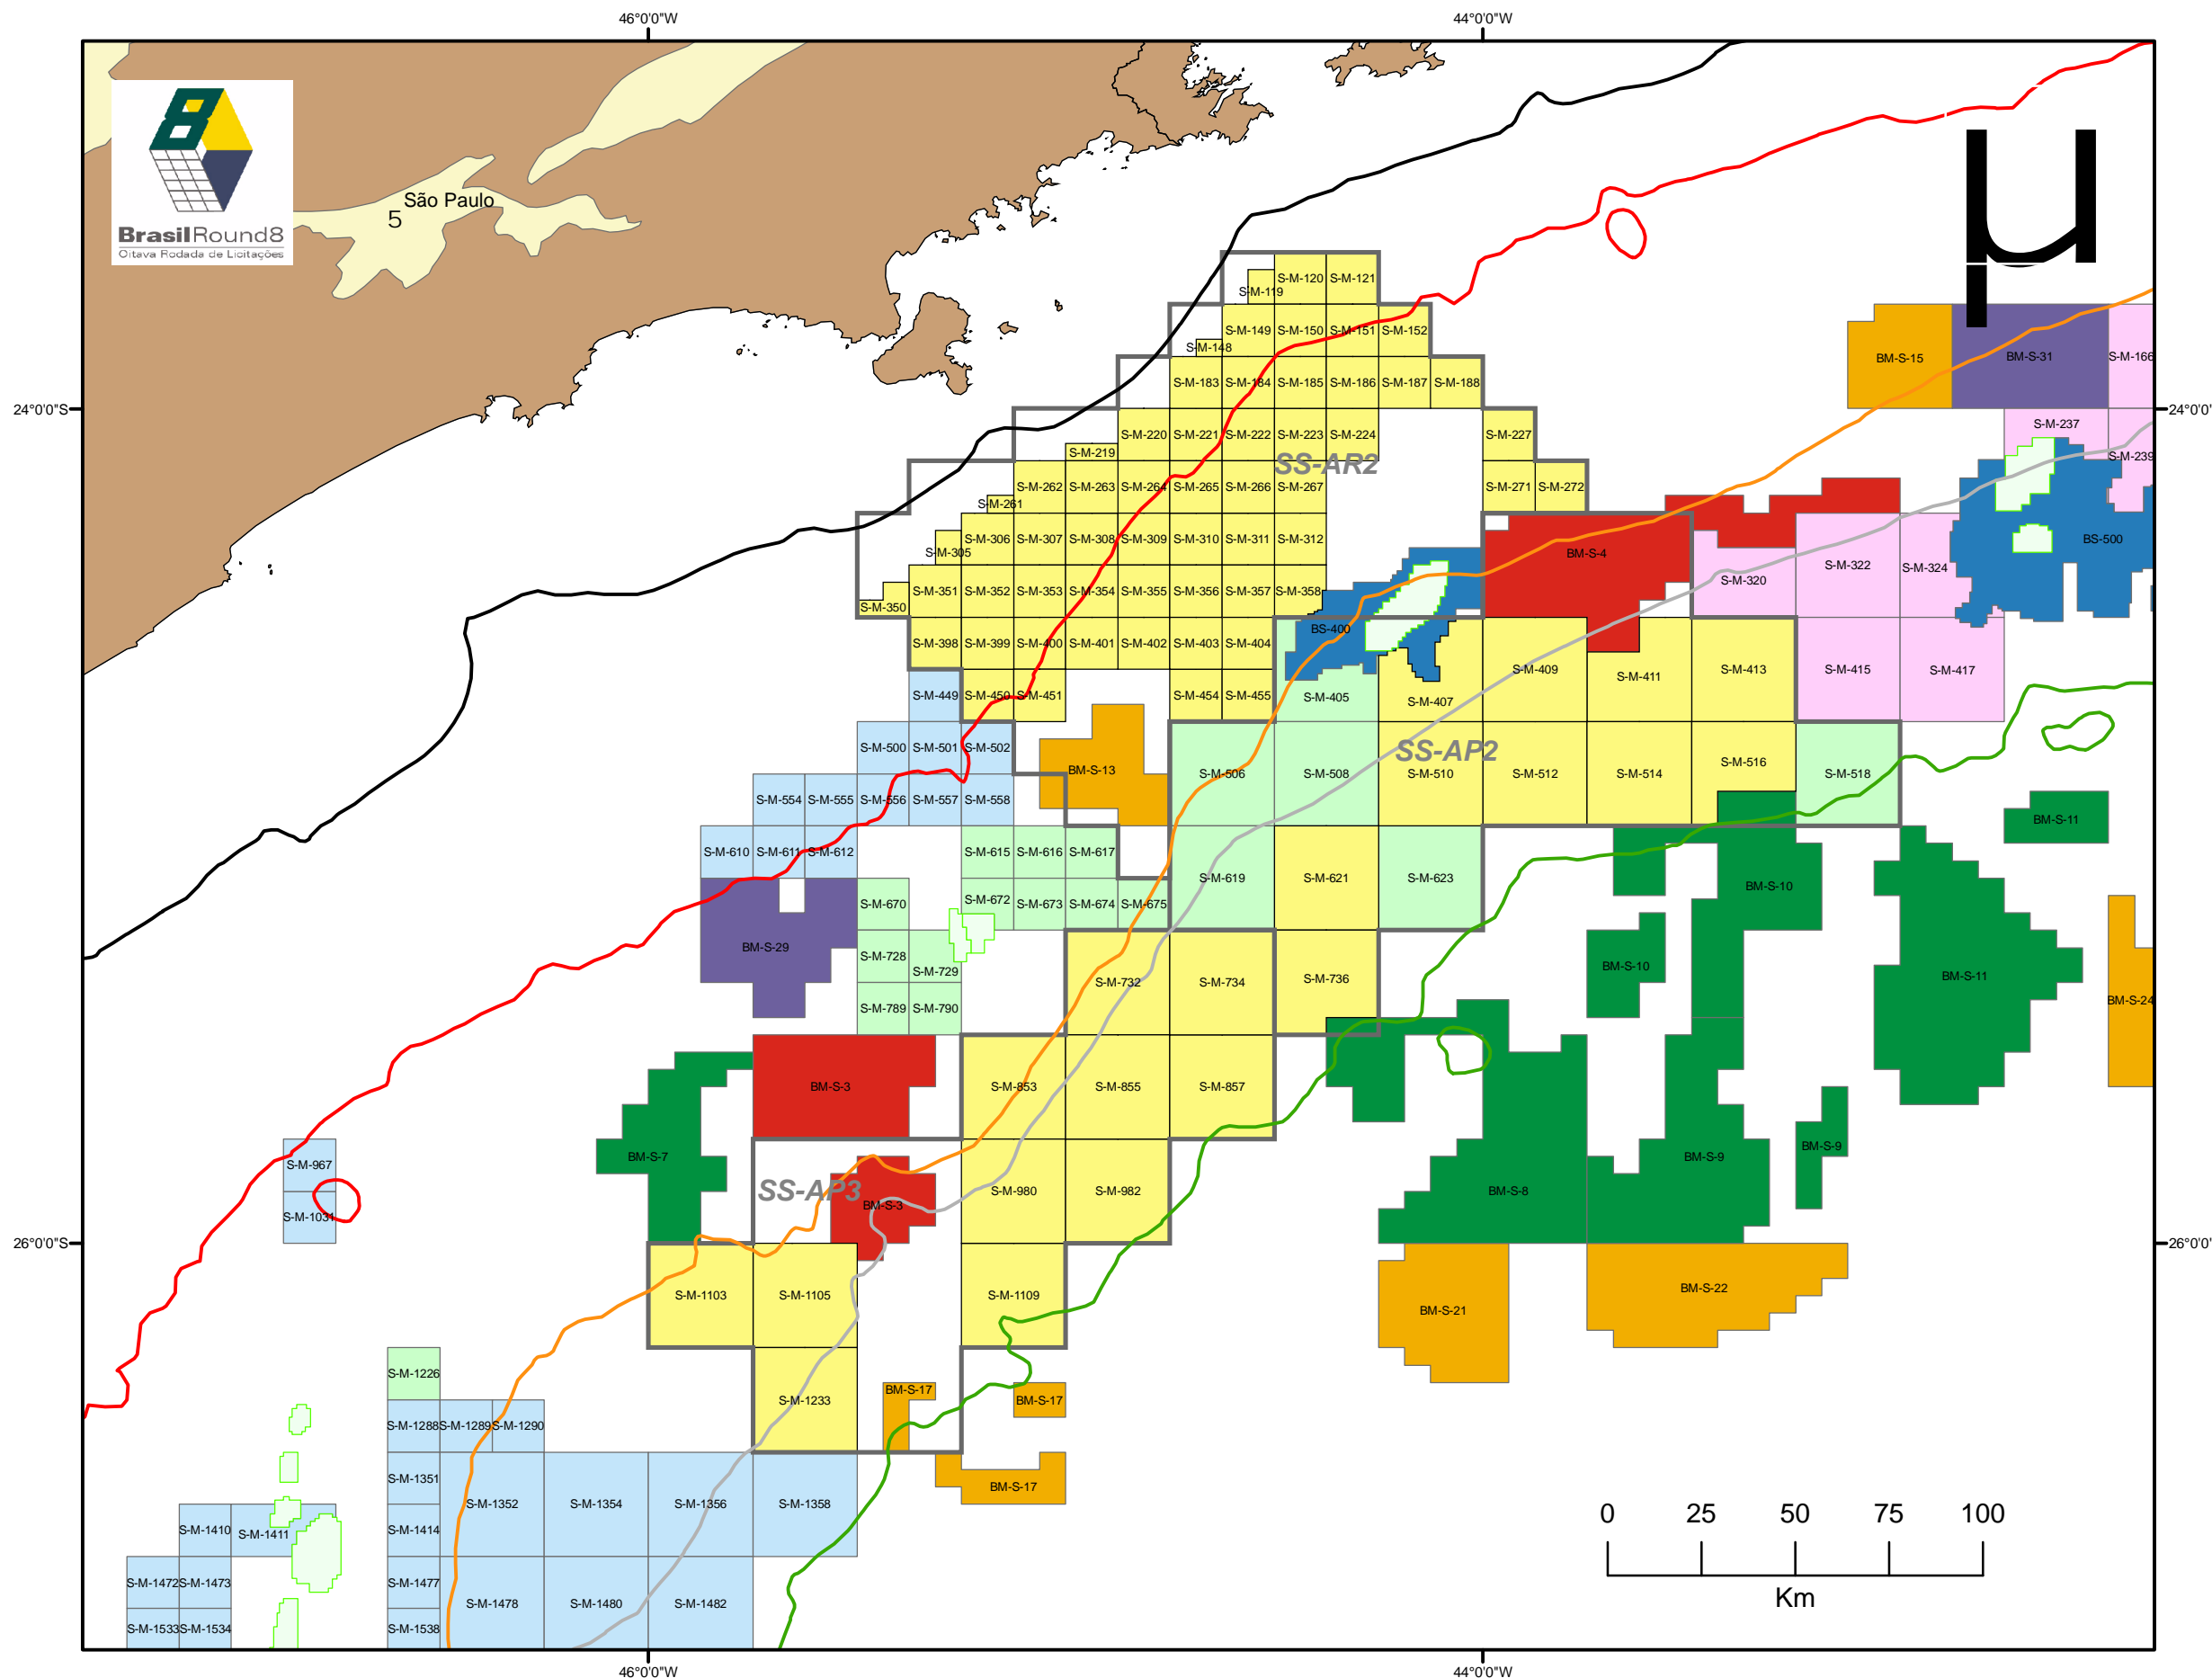 46°0'0"W
44°0'0"W
São Paulo
5
BrasilRound8
Oitava Rodada de Licitações
µ
S-M-120
S-M-121
S-M-119
S-M-149
S-M-150
S-M-151
S-M-152
S-M-148
BM-S-15
BM-S-31
S-M-166
S-M-183
S-M-184
S-M-185
S-M-186
S-M-187
S-M-188
24°0'0"S
24°0'0"
S-M-220
S-M-221
S-M-222
S-M-223
S-M-224
S-M-227
S-M-237
S-M-219
SS-AR2
S-M-239
S-M-262
S-M-263
S-M-264
S-M-265
S-M-266
S-M-267
S-M-271
S-M-272
S-M-261
S-M-306
S-M-307
S-M-308
S-M-309
S-M-310
S-M-311
S-M-312
S-M-305
BM-S-4
BS-500
S-M-320
S-M-322
S-M-324
S-M-351
S-M-352
S-M-353
S-M-354
S-M-355
S-M-356
S-M-357
S-M-358
S-M-350
BS-400
S-M-398
S-M-399
S-M-400
S-M-401
S-M-402
S-M-403
S-M-404
S-M-409
S-M-411
S-M-413
S-M-415
S-M-417
S-M-449
S-M-450
S-M-451
S-M-454
S-M-455
S-M-405
S-M-407
S-M-500
S-M-501
S-M-502
SS-AP2
BM-S-13
S-M-506
S-M-508
S-M-510
S-M-512
S-M-514
S-M-516
S-M-518
S-M-554
S-M-555
S-M-556
S-M-557
S-M-558
BM-S-11
S-M-610
S-M-611
S-M-612
S-M-615
S-M-616
S-M-617
S-M-619
S-M-621
S-M-623
BM-S-10
S-M-670
S-M-672
S-M-673
S-M-674
S-M-675
BM-S-29
S-M-728
S-M-729
S-M-732
S-M-734
S-M-736
BM-S-10
BM-S-11
BM-S-24
S-M-789
S-M-790
BM-S-3
S-M-853
S-M-855
S-M-857
BM-S-7
BM-S-9
BM-S-9
S-M-967
SS-AP3
BM-S-3
S-M-980
S-M-982
BM-S-8
S-M-1031
26°0'0"S
26°0'0"
S-M-1103
S-M-1105
S-M-1109
BM-S-21
BM-S-22
S-M-1226
S-M-1233
BM-S-17
BM-S-17
S-M-1288
S-M-1289
S-M-1290
S-M-1351
BM-S-17
S-M-1352
S-M-1354
S-M-1356
S-M-1358
S-M-1410
S-M-1411
S-M-1414
0 25 50 75 100
Km
S-M-1472
S-M-1473
S-M-1477
S-M-1478
S-M-1480
S-M-1482
S-M-1533
S-M-1534
S-M-1538
46°0'0"W
44°0'0"W